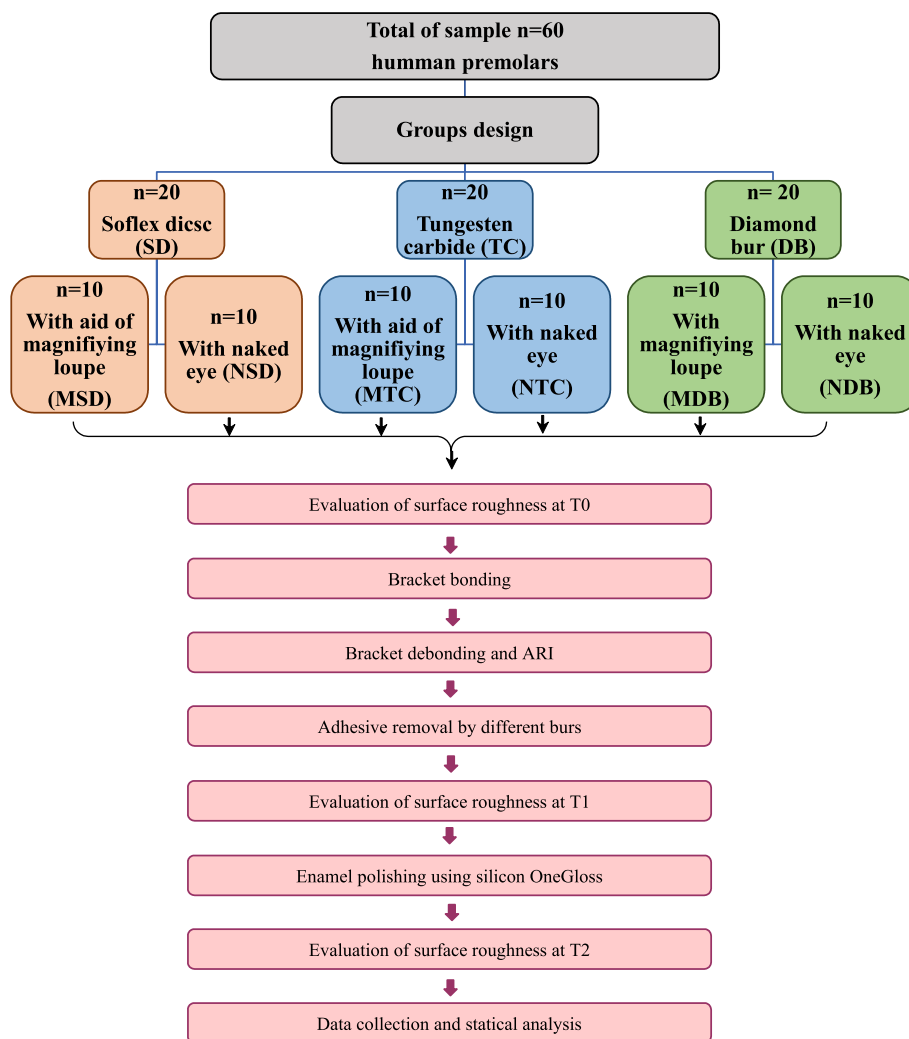 Total of sample n=60
humman premolars
Groups design
n=20
Soflex dicsc
(SD)
n=20
Tungesten
carbide (TC)
n= 20
Diamond
bur (DB)
n=10
With aid of
magnifiying
loupe
(MSD)
n=10
With naked
eye (NSD)
n=10
With aid of
magnifiying
loupe
(MTC)
n=10
With naked
eye
(NTC)
n=10
With
magnifiying
loupe
(MDB)
n=10
With naked
eye
(NDB)
Evaluation of surface roughness at T0
Bracket bonding
Bracket debonding and ARI
Adhesive removal by different burs
Evaluation of surface roughness at T1
Enamel polishing using silicon OneGloss
Evaluation of surface roughness at T2
Data collection and statical analysis